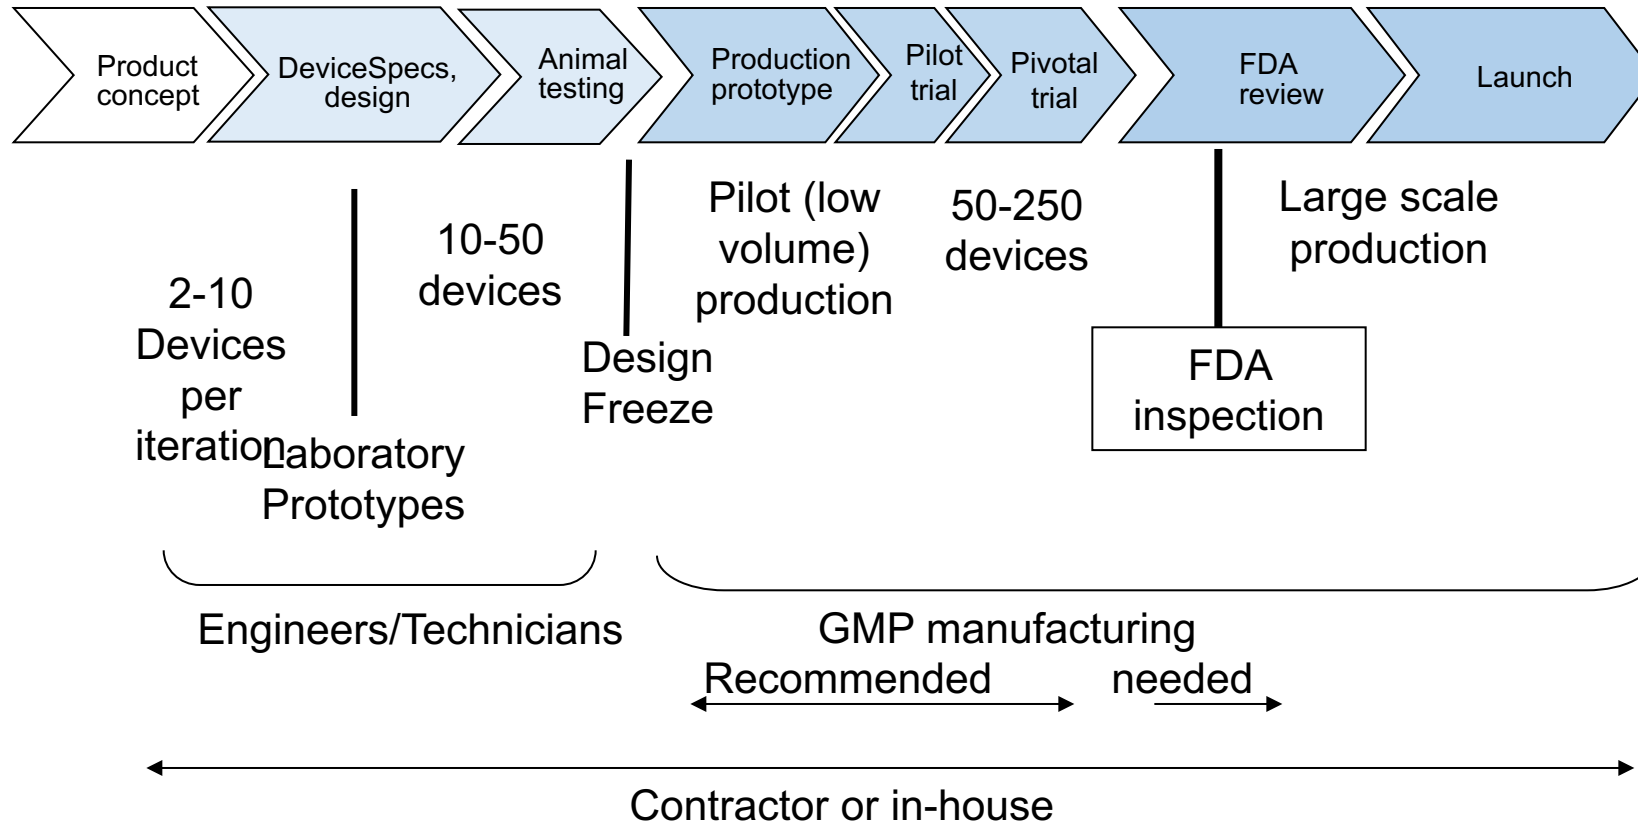 Product
concept
DeviceSpecs,
design
Animal
testing
Production
prototype
Pilot
trial
Pivotal
trial
FDA
review
Launch
2-10
Devices
per
iteration
Laboratory
Prototypes
10-50
devices
Design
Freeze
Pilot (low
volume)
production
50-250
devices
Large scale
production
FDA
inspection
Engineers/Technicians
GMP manufacturing
Recommended
needed
Contractor or in-house